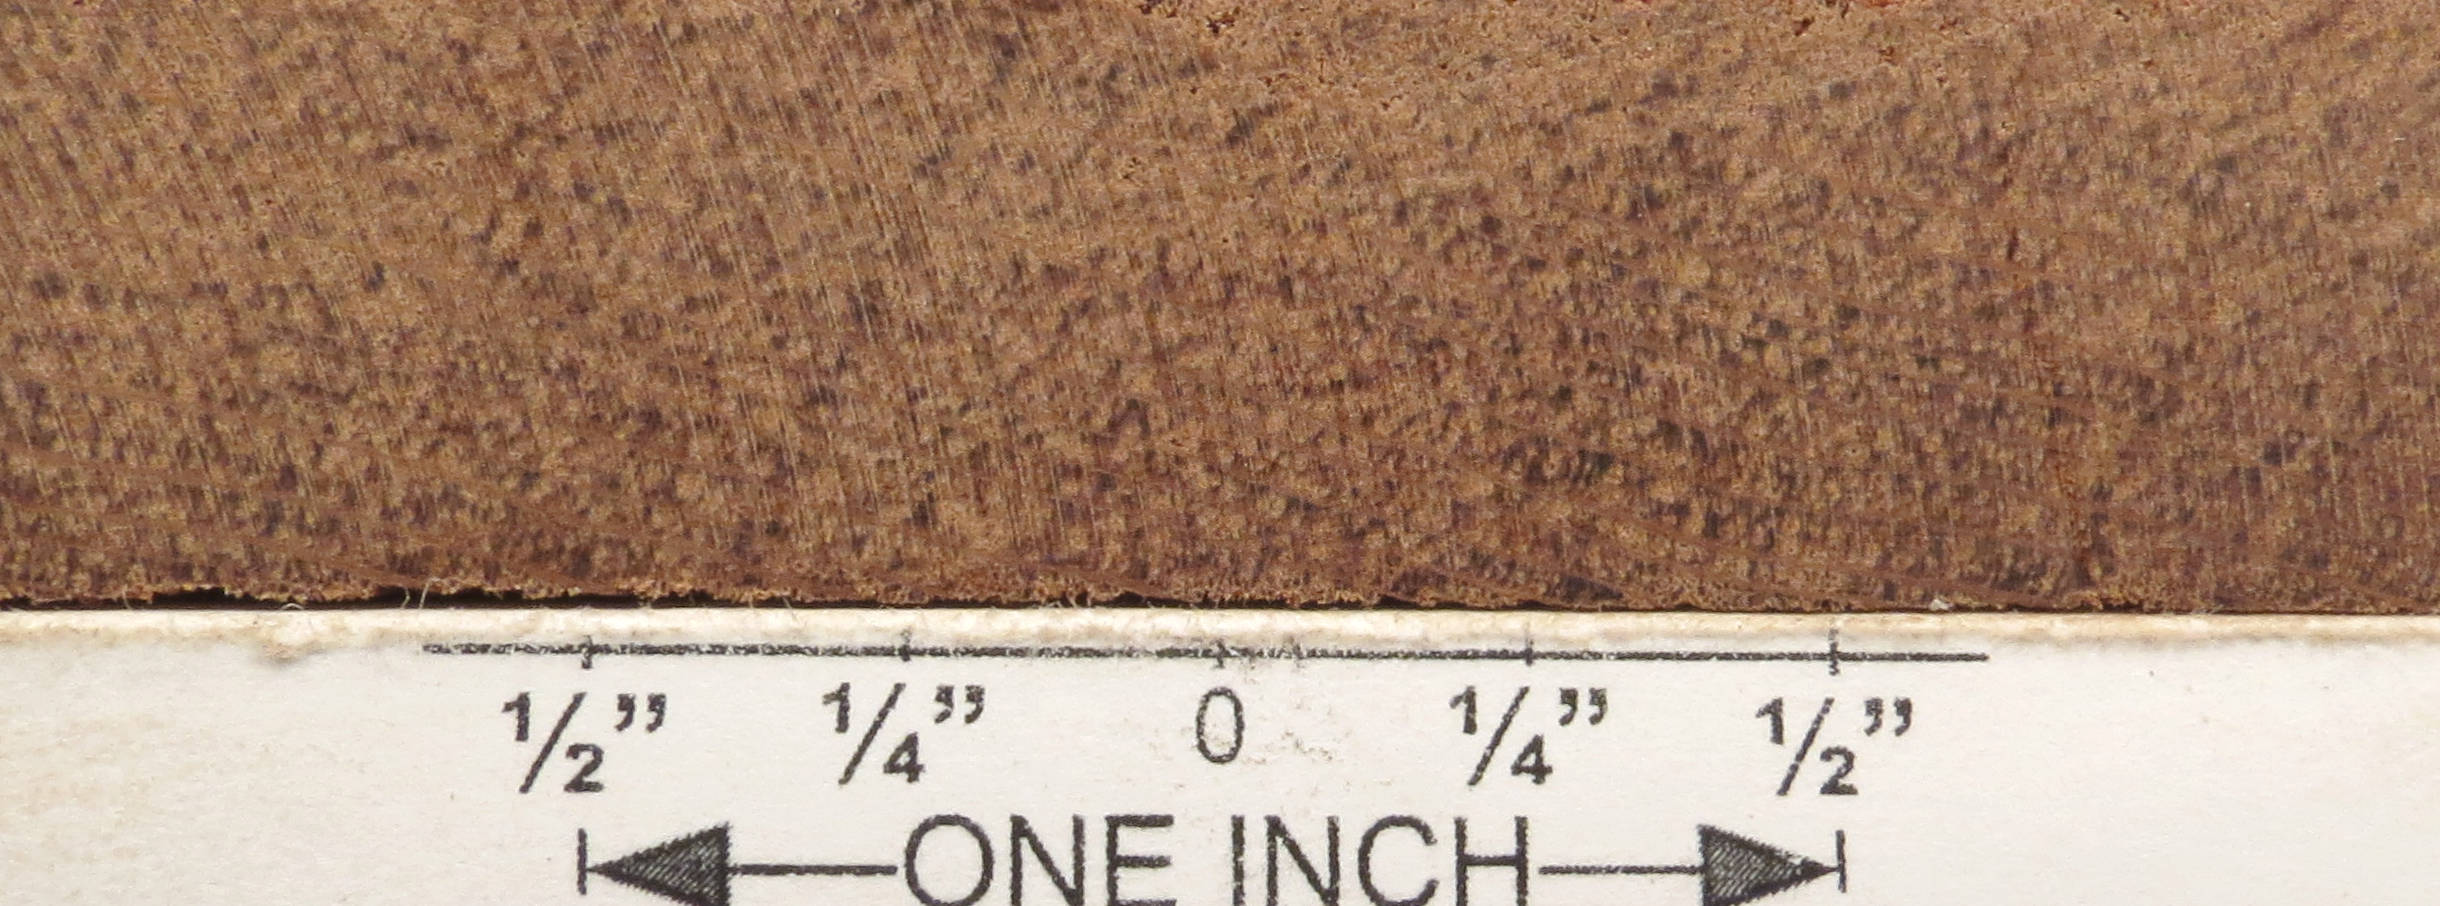 1/2” 1/4” 0 1/4” 1/2”
ONE INCH